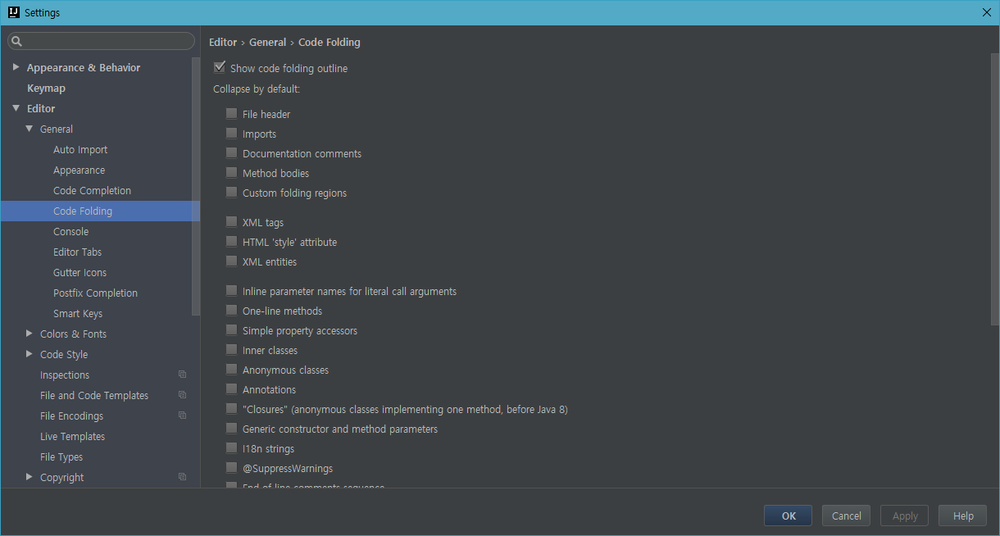 IJ Settings
Appearance & Behavior
Keymap
Editor
General
Auto Import
Appearance
Code Completion
Code Folding
Console
Editor Tabs
Gutter Icons
Postfix Completion
Smart Keys
Colors & Fonts
Code Style
Inspections
File and Code Templates
File Encodings
Live Templates
File Types
Copyright
Editor › General › Code Folding
Show code folding outline
Collapse by default:
File header
Imports
Documentation comments
Method bodies
Custom folding regions
XML tags
HTML 'style' attribute
XML entities
Inline parameter names for literal call arguments
One-line methods
Simple property accessors
Inner classes
Anonymous classes
Annotations
"Closures" (anonymous classes implementing one method, before Java 8)
Generic constructor and method parameters
I18n strings
@SuppressWarnings
End of line comments sequence
OK Cancel Apply Help